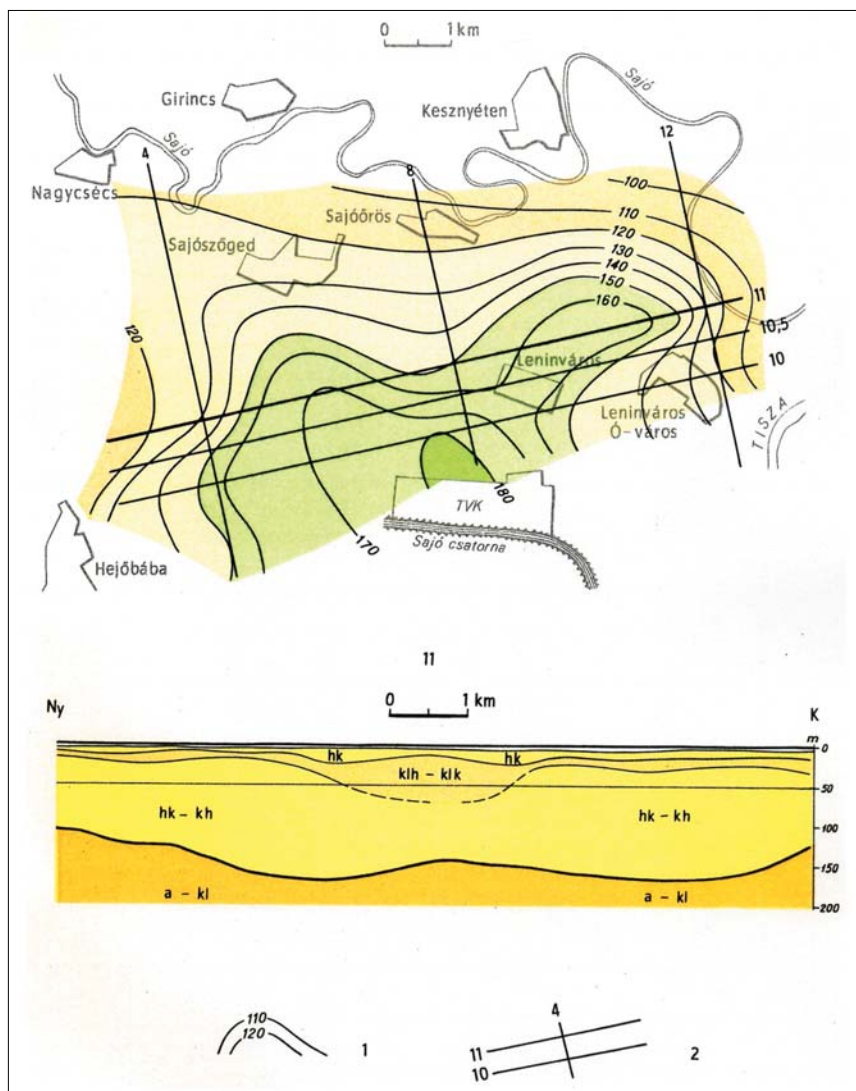 0 1 km
Girincs
Kesznyéten
Sajó
Sajó
4
8
12
Nagycsécs
100
110
Sajóörös
120
Sajószöged
130
140
150
160
11
120
10,5
10
Leninváros
Leninváros
Ó-város
TISZA
180
TVK
170
Sajó csatorna
Hejőbába
11
Ny
0 1 km
K
m
0
hk
hk
klh – klk
50
hk – kh
hk – kh
100
150
a – kl
a – kl
200
110
120
1
4
11
10
2